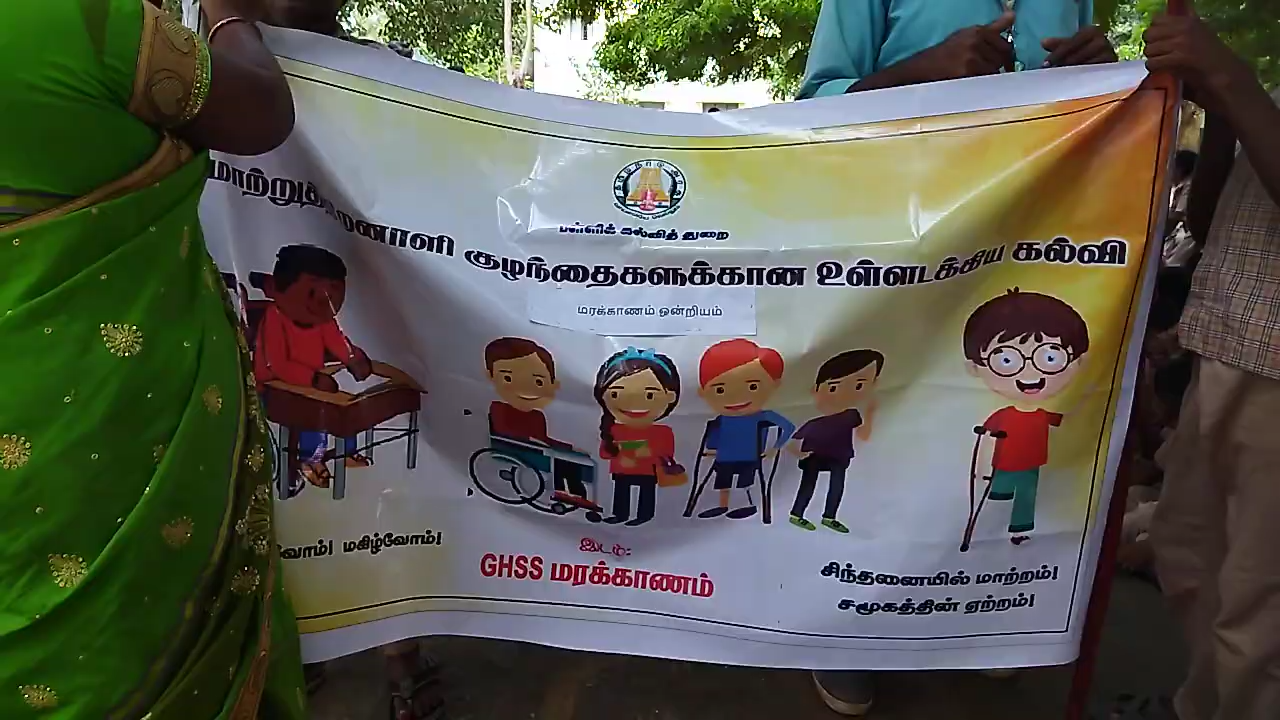 பள்ளிக் கல்வித் துறை
குழந்தைகளுக்கான உள்ளடக்கிய கல்வி
மரக்காணம் ஒன்றியம்
மகிழ்வோம்!
இடம்:
GHSS மரக்காணம்
சிந்தனையில் மாற்றம்!
சமூகத்தின் ஏற்றம்!